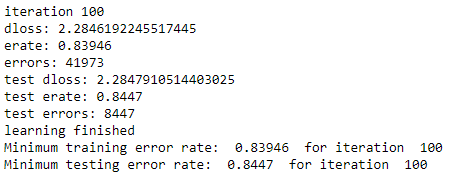 iteration 100
dloss: 2.2846192245517445
erate: 0.83946
errors: 41973
test dloss: 2.2847910514403025
test erate: 0.8447
test errors: 8447
learning finished
Minimum training error rate:  0.83946  for iteration  100
Minimum testing error rate:  0.8447  for iteration  100